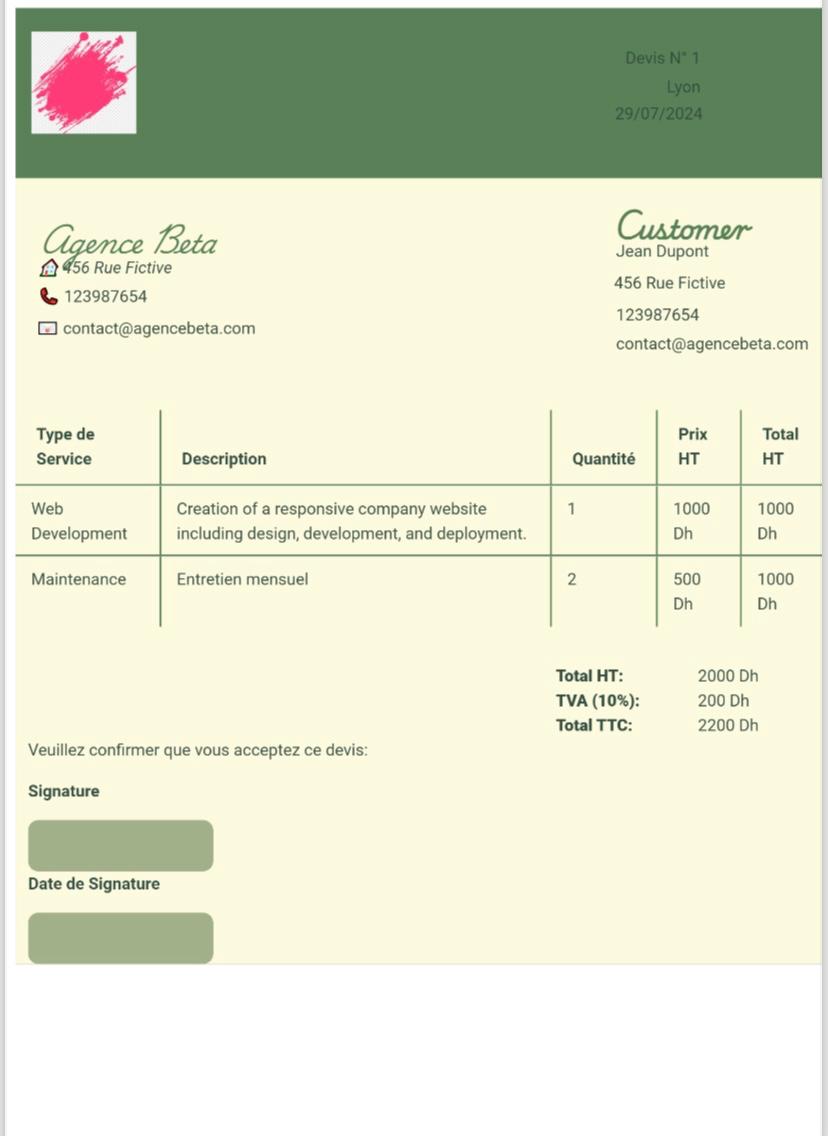 Devis N° 1
Lyon
29/07/2024
Agence Beta
456 Rue Fictive
123987654
contact@agencebeta.com
Customer
Jean Dupont
456 Rue Fictive
123987654
contact@agencebeta.com
Type de Service Description Quantité Prix HT Total HT
Web Development Creation of a responsive company website including design, development, and deployment. 1 1000 Dh 1000 Dh
Maintenance Entretien mensuel 2 500 Dh 1000 Dh
Total HT: 2000 Dh
TVA (10%): 200 Dh
Total TTC: 2200 Dh
Veuillez confirmer que vous acceptez ce devis:
Signature
Date de Signature